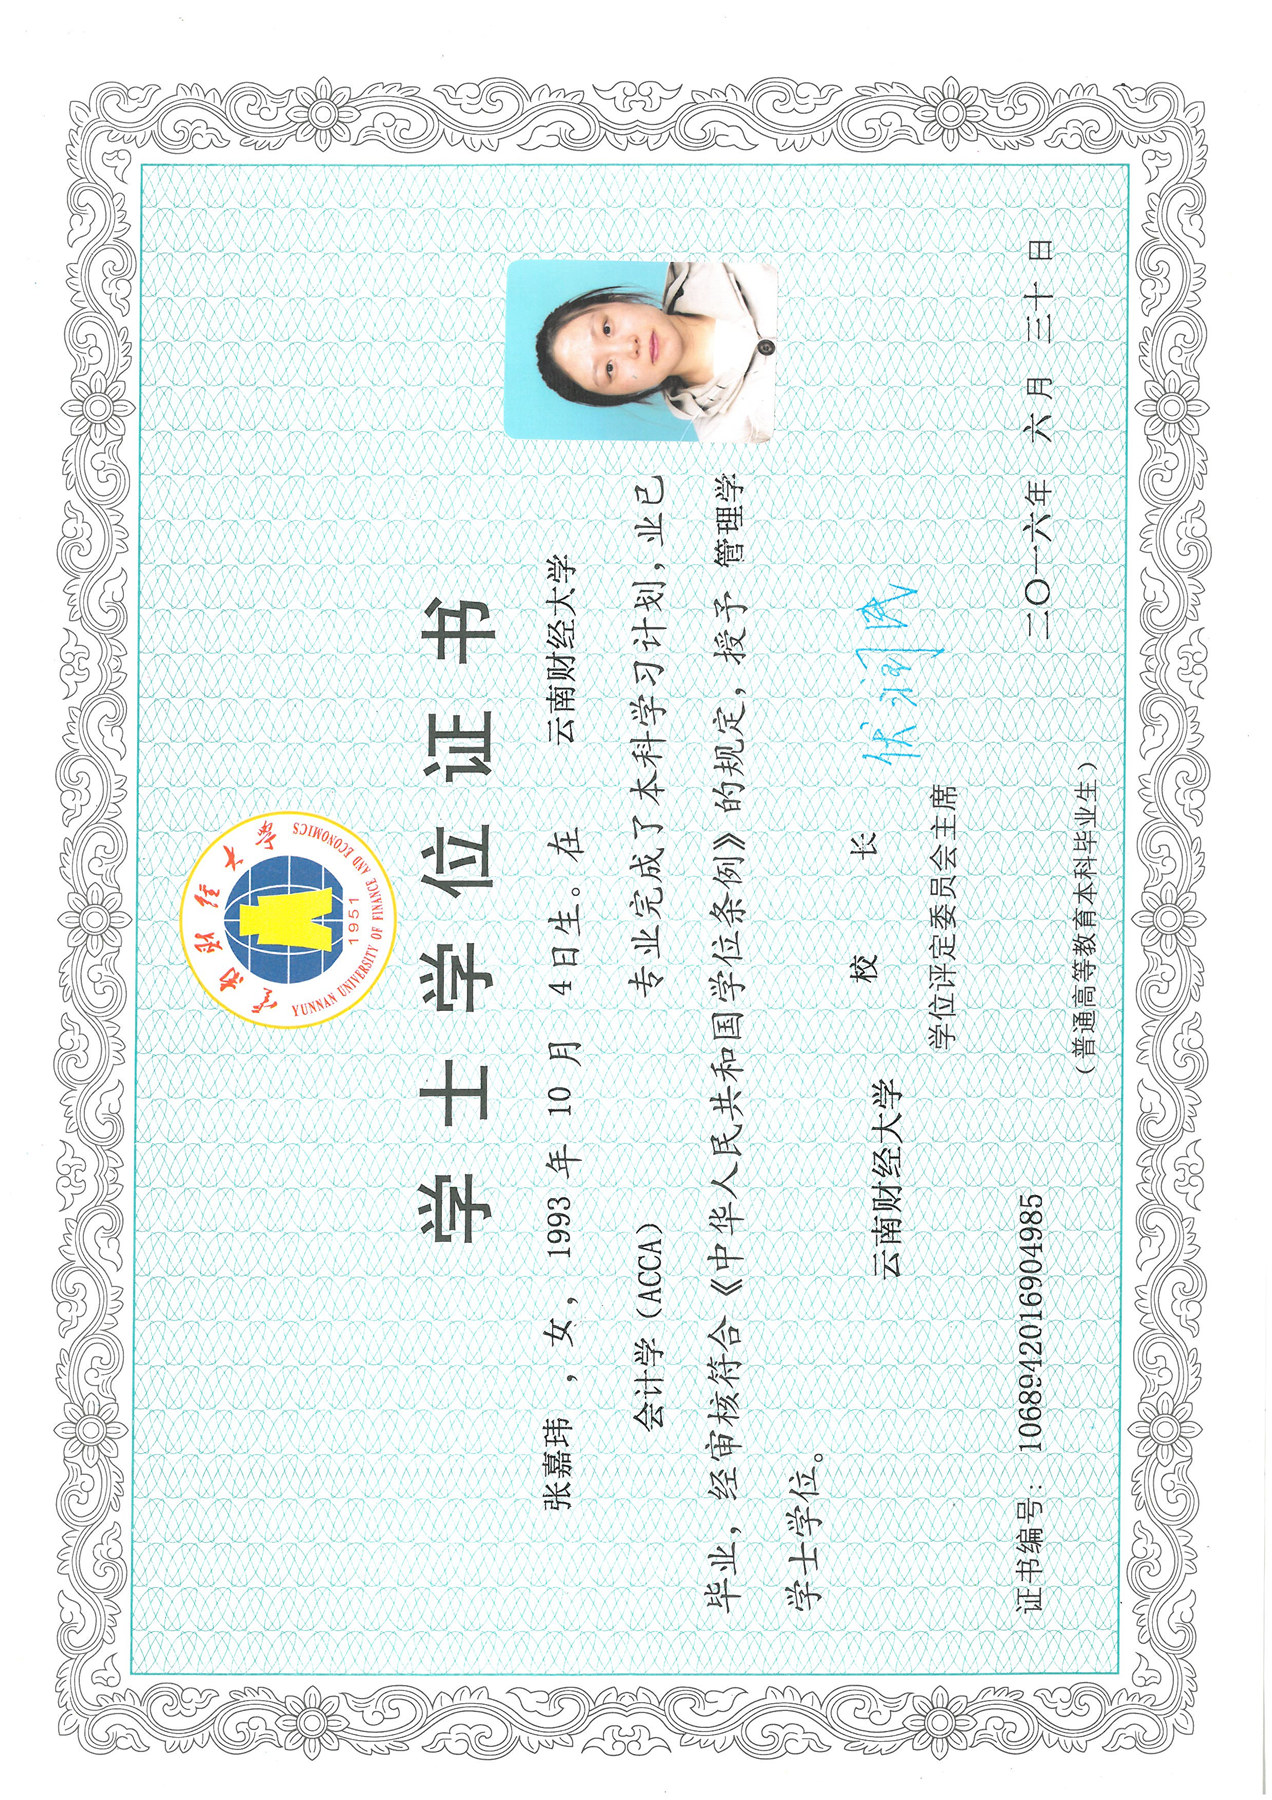 云南财经大学
YUNNAN UNIVERSITY OF FINANCE AND ECONOMICS
1951
学士学位证书
张嘉玮 ，女， 1993 年 10 月 4 日生。在 云南财经大学
会计学(ACCA) 专业完成了本科学习计划，业已
毕业，经审核符合《中华人民共和国学位条例》的规定，授予 管理学
学士学位。
云南财经大学 校 长 伏润民
学位评定委员会主席
证书编号：1068942016904985 二〇一六年 六 月 三十 日
（普通高等教育本科毕业生）